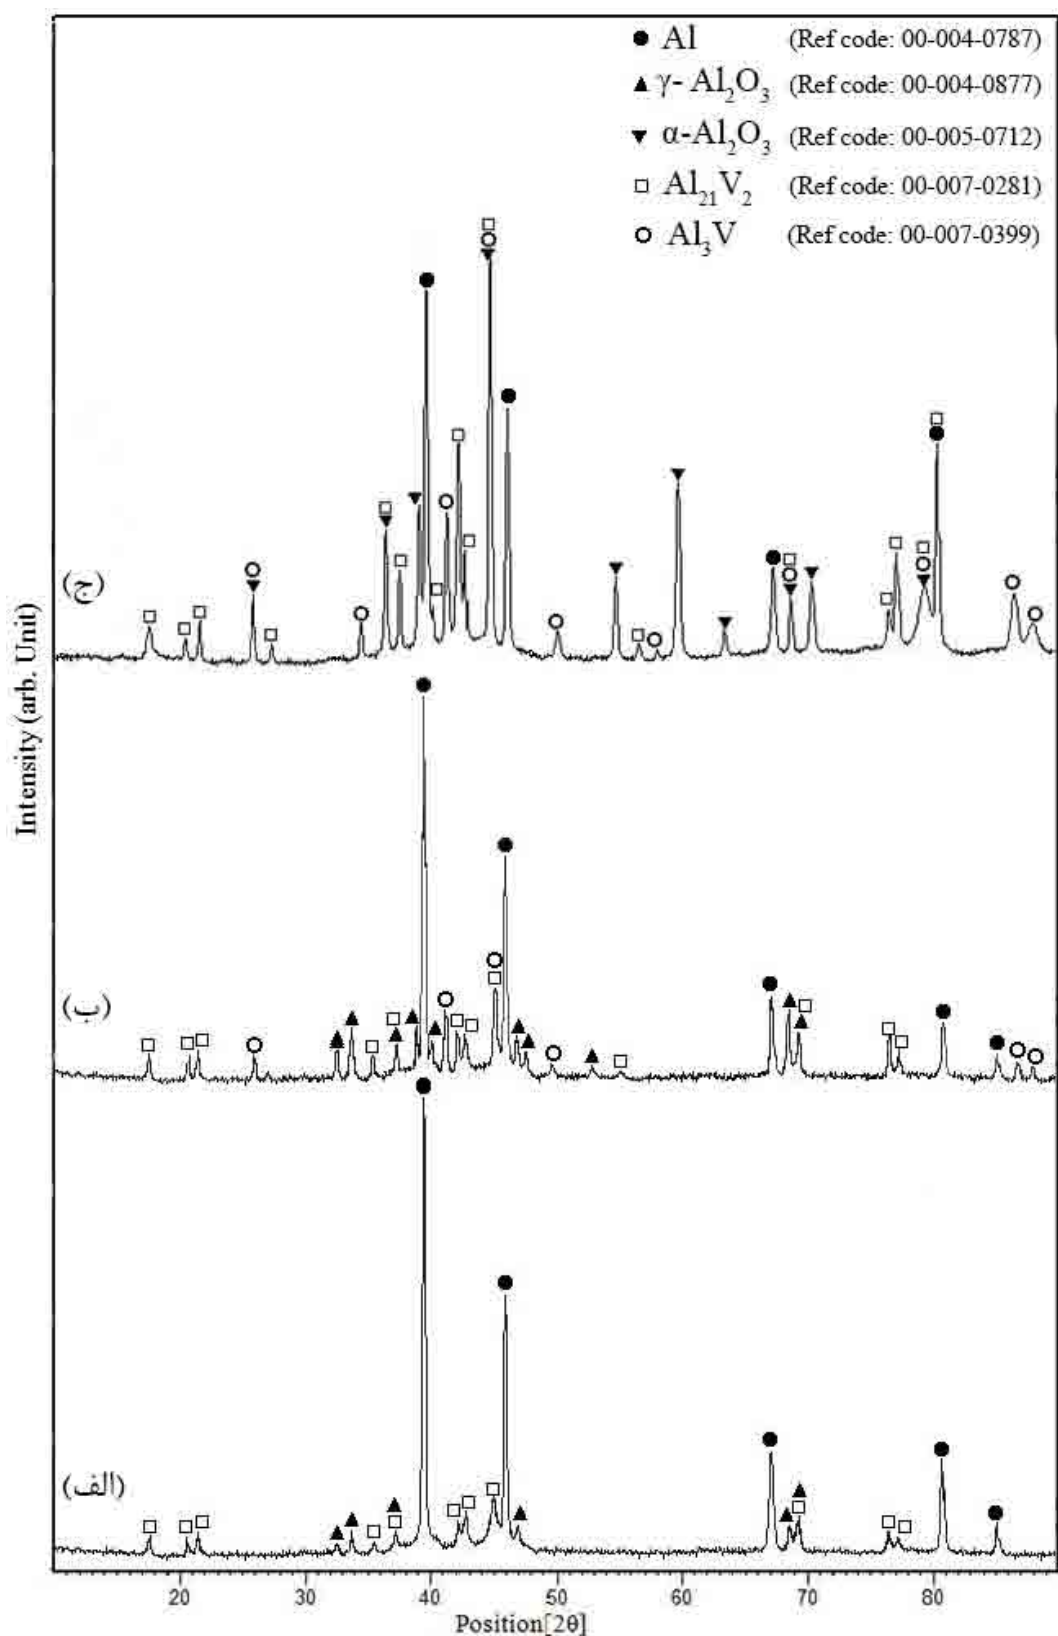 Al (Ref code: 00-004-0787)
γ- Al₂O₃ (Ref code: 00-004-0877)
α-Al₂O₃ (Ref code: 00-005-0712)
Al₂₁V₂ (Ref code: 00-007-0281)
Al₃V (Ref code: 00-007-0399)
(ج)
(ب)
(الف)
Intensity (arb. Unit)
20 30 40 50 60 70 80
Position[2θ]